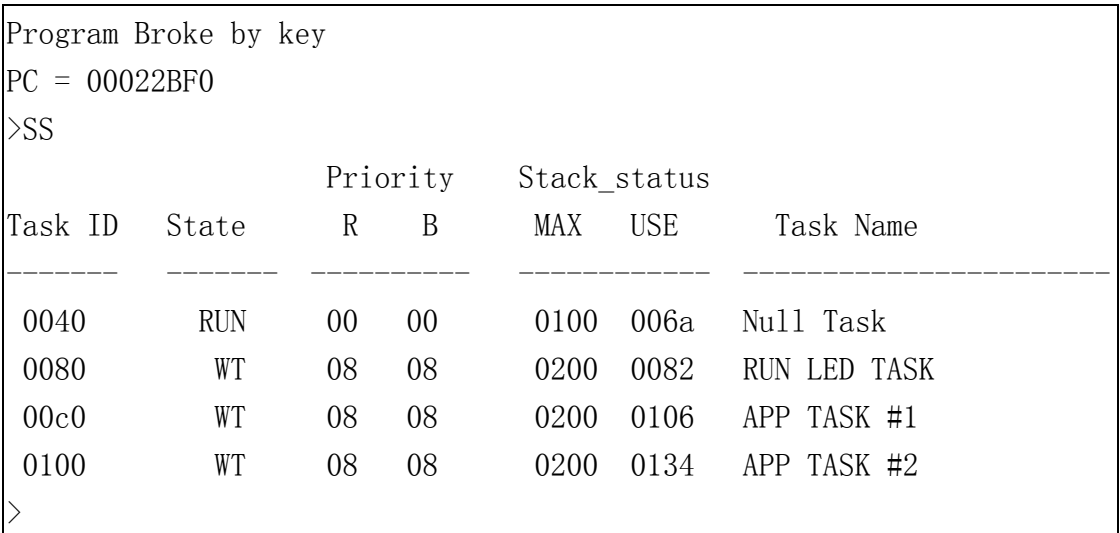 Program Broke by key
PC = 00022BF0
>SS
Priority Stack_status
Task ID State R B MAX USE Task Name
------- ------- ---------- ------------ -----------------------
0040 RUN 00 00 0100 006a Null Task
0080 WT 08 08 0200 0082 RUN LED TASK
00c0 WT 08 08 0200 0106 APP TASK #1
0100 WT 08 08 0200 0134 APP TASK #2
>